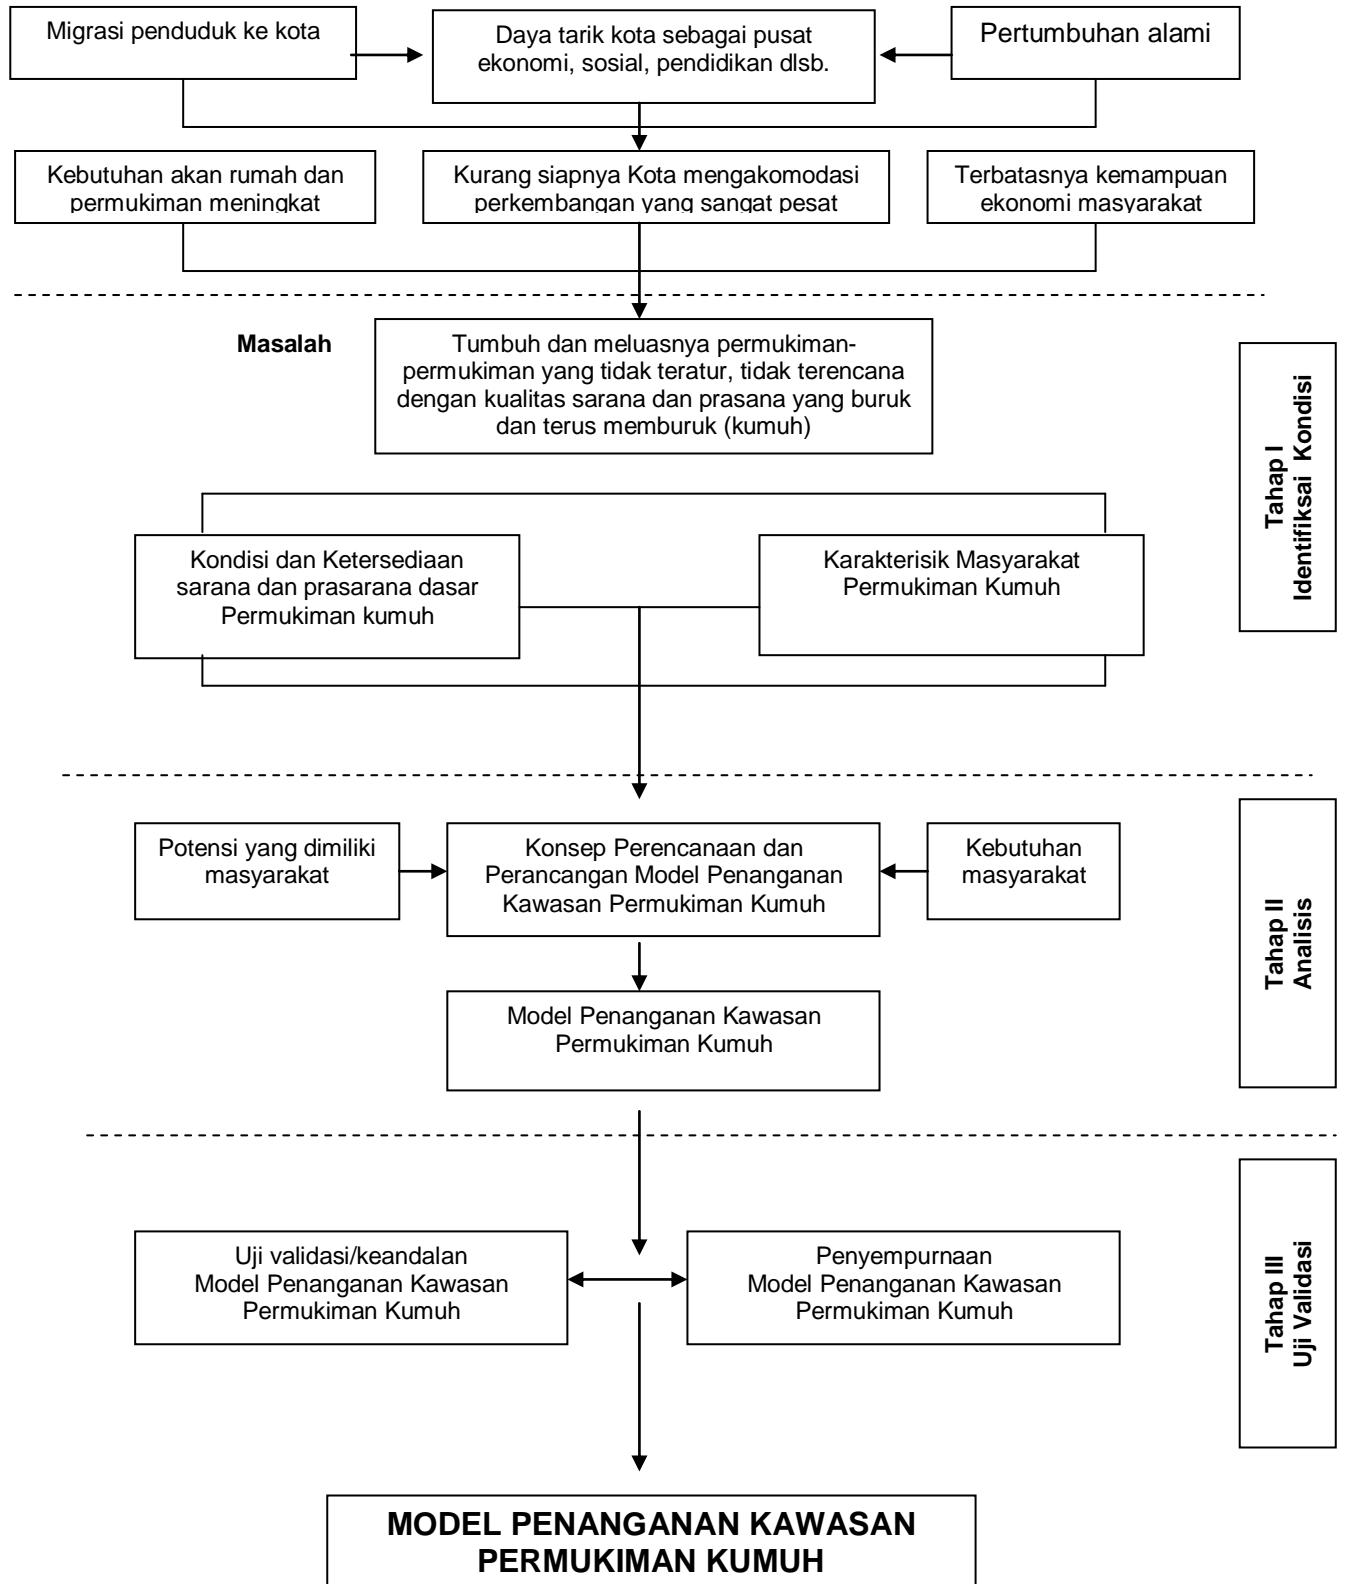 Migrasi penduduk ke kota
Daya tarik kota sebagai pusat
ekonomi, sosial, pendidikan dlsb.
Pertumbuhan alami
Kebutuhan akan rumah dan
permukiman meningkat
Kurang siapnya Kota mengakomodasi
perkembangan yang sangat pesat
Terbatasnya kemampuan
ekonomi masyarakat
Masalah
Tumbuh dan meluasnya permukiman-
permukiman yang tidak teratur, tidak terencana
dengan kualitas sarana dan prasana yang buruk
dan terus memburuk (kumuh)
Tahap I
Identifiksai Kondisi
Kondisi dan Ketersediaan
sarana dan prasarana dasar
Permukiman kumuh
Karakterisik Masyarakat
Permukiman Kumuh
Potensi yang dimiliki
masyarakat
Konsep Perencanaan dan
Perancangan Model Penanganan
Kawasan Permukiman Kumuh
Kebutuhan
masyarakat
Tahap II
Analisis
Model Penanganan Kawasan
Permukiman Kumuh
Uji validasi/keandalan
Model Penanganan Kawasan
Permukiman Kumuh
Penyempurnaan
Model Penanganan Kawasan
Permukiman Kumuh
Tahap III
Uji Validasi
MODEL PENANGANAN KAWASAN
PERMUKIMAN KUMUH